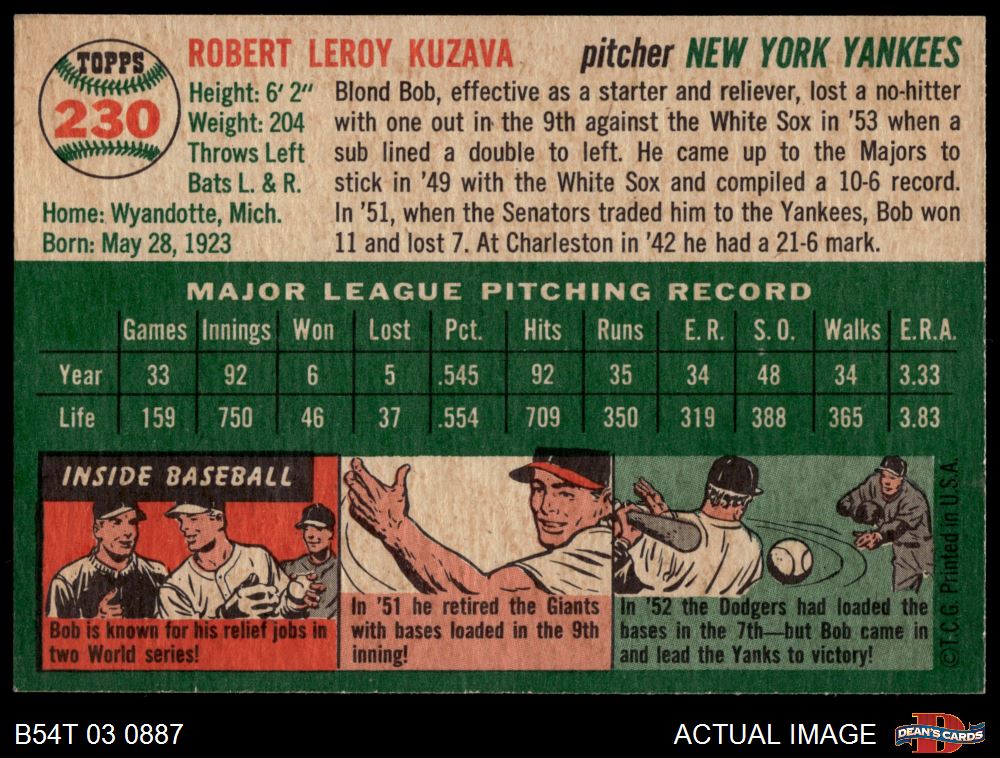 TOPPS
230
ROBERT LEROY KUZAVA
pitcher NEW YORK YANKEES
Height: 6' 2"
Weight: 204
Throws Left
Bats L. & R.
Home: Wyandotte, Mich.
Born: May 28, 1923
Blond Bob, effective as a starter and reliever, lost a no-hitter
with one out in the 9th against the White Sox in '53 when a
sub lined a double to left. He came up to the Majors to
stick in '49 with the White Sox and compiled a 10-6 record.
In '51, when the Senators traded him to the Yankees, Bob won
11 and lost 7. At Charleston in '42 he had a 21-6 mark.
MAJOR LEAGUE PITCHING RECORD
Games Innings Won Lost Pct. Hits Runs E.R. S.O. Walks E.R.A.
Year 33 92 6 5 .545 92 35 34 48 34 3.33
Life 159 750 46 37 .554 709 350 319 388 365 3.83
INSIDE BASEBALL
Bob is known for his relief jobs in
two World series!
In '51 he retired the Giants
with bases loaded in the 9th
inning!
In '52 the Dodgers had loaded the
bases in the 7th—but Bob came in
and lead the Yanks to victory!
©T.C.G. Printed in U.S.A.
B54T 03 0887
ACTUAL IMAGE
DEAN'S CARDS